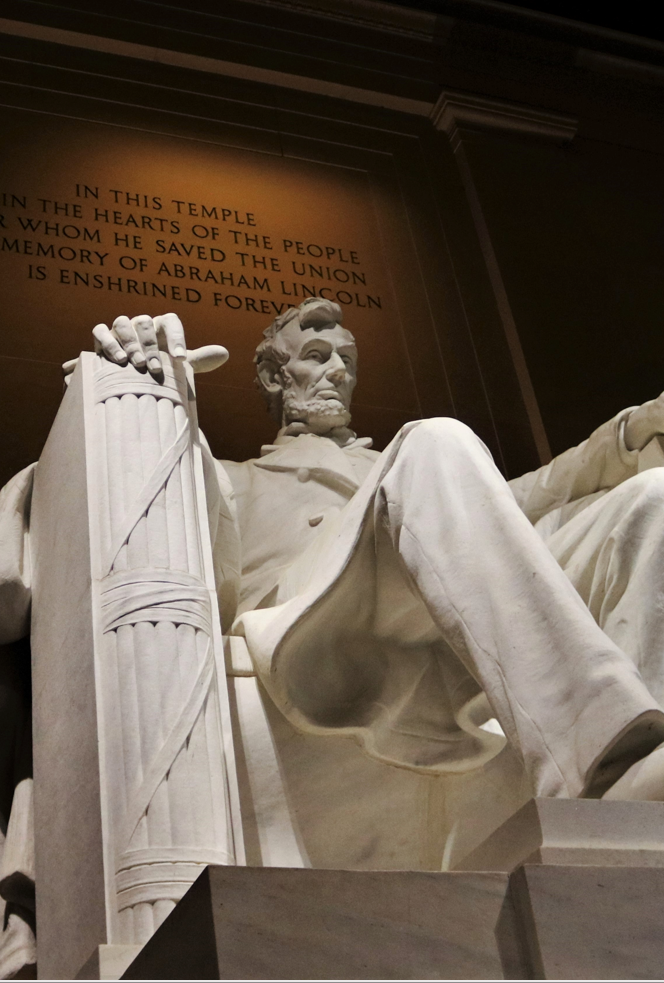 IN THIS TEMPLE
IN THE HEARTS OF THE PEOPLE
WHOM HE SAVED THE UNION
MEMORY OF ABRAHAM LINCOLN
IS ENSHRINED